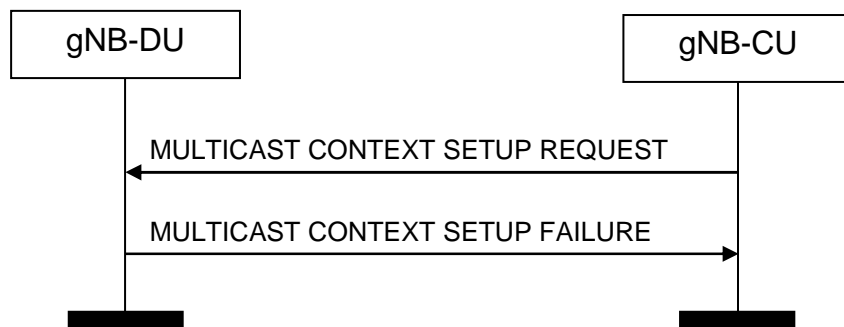 gNB-DU
gNB-CU
MULTICAST CONTEXT SETUP REQUEST
MULTICAST CONTEXT SETUP FAILURE